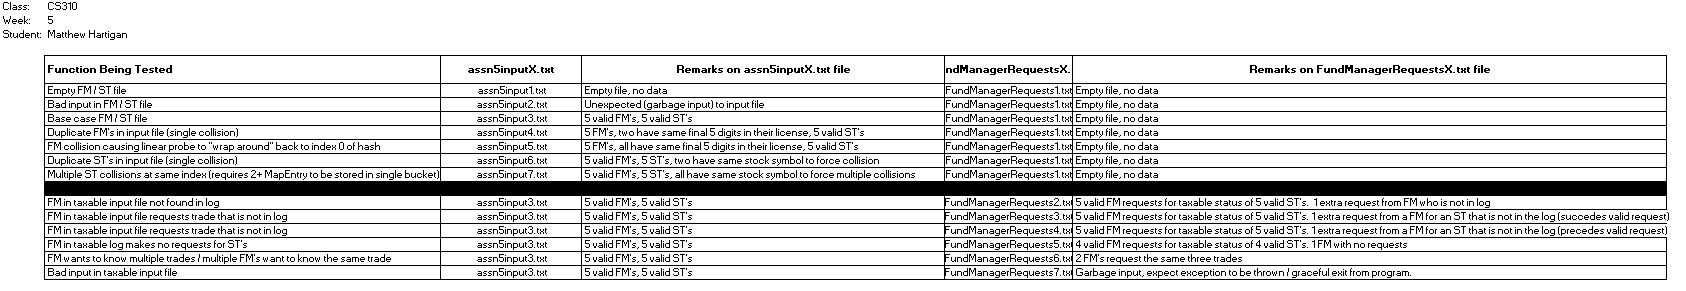 Class: CS310
Week: 5
Student: Matthew Hartigan
Function Being Tested assn5inputX.txt Remarks on assn5inputX.txt file ndManagerRequestsX. Remarks on FundManagerRequestsX.txt file
Empty FM / ST file assn5input1.txt Empty file, no data FundManagerRequests1.txt Empty file, no data
Bad input in FM / ST file assn5input2.txt Unexpected (garbage input) to input file FundManagerRequests1.txt Empty file, no data
Base case FM / ST file assn5input3.txt 5 valid FM's, 5 valid ST's FundManagerRequests1.txt Empty file, no data
Duplicate FM's in input file (single collision) assn5input4.txt 5 FM's, two have same final 5 digits in their license, 5 valid ST's FundManagerRequests1.txt Empty file, no data
FM collision causing linear probe to "wrap around" back to index 0 of hash assn5input5.txt 5 FM's, all have same final 5 digits in their license, 5 valid ST's FundManagerRequests1.txt Empty file, no data
Duplicate ST's in input file (single collision) assn5input6.txt 5 valid FM's, 5 ST's, two have same stock symbol to force collision FundManagerRequests1.txt Empty file, no data
Multiple ST collisions at same index (requires 2+ MapEntry to be stored in single bucket) assn5input7.txt 5 valid FM's, 5 ST's, all have same stock symbol to force multiple collisions FundManagerRequests1.txt Empty file, no data
FM in taxable input file not found in log assn5input3.txt 5 valid FM's, 5 valid ST's FundManagerRequests2.txt 5 valid FM requests for taxable status of 5 valid ST's. 1 extra request from FM who is not in log
FM in taxable input file requests trade that is not in log assn5input3.txt 5 valid FM's, 5 valid ST's FundManagerRequests3.txt 5 valid FM requests for taxable status of 5 valid ST's. 1 extra request from a FM for an ST that is not in the log (succedes valid request)
FM in taxable input file requests trade that is not in log assn5input3.txt 5 valid FM's, 5 valid ST's FundManagerRequests4.txt 5 valid FM requests for taxable status of 5 valid ST's. 1 extra request from a FM for an ST that is not in the log (precedes valid request)
FM in taxable log makes no requests for ST's assn5input3.txt 5 valid FM's, 5 valid ST's FundManagerRequests5.txt 4 valid FM requests for taxable status of 4 valid ST's. 1 FM with no requests
FM wants to know multiple trades / multiple FM's want to know the same trade assn5input3.txt 5 valid FM's, 5 valid ST's FundManagerRequests6.txt 2 FM's request the same three trades
Bad input in taxable input file assn5input3.txt 5 valid FM's, 5 valid ST's FundManagerRequests7.txt Garbage input, expect exception to be thrown / graceful exit from program.